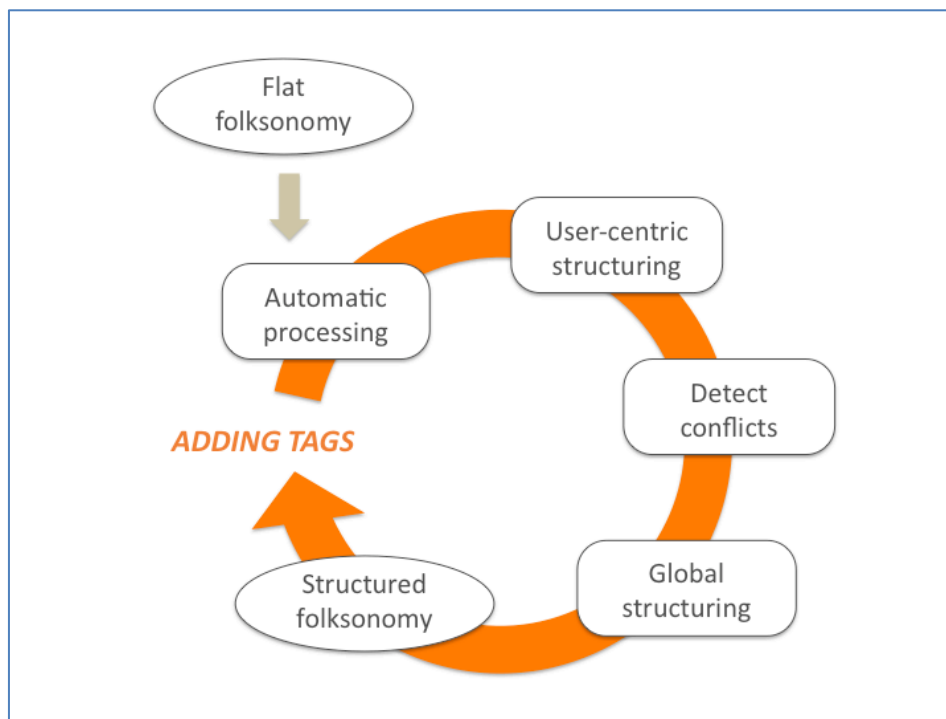 Flat
folksonomy
User-centric
structuring
Automatic
processing
Detect
conflicts
ADDING TAGS
Global
structuring
Structured
folksonomy